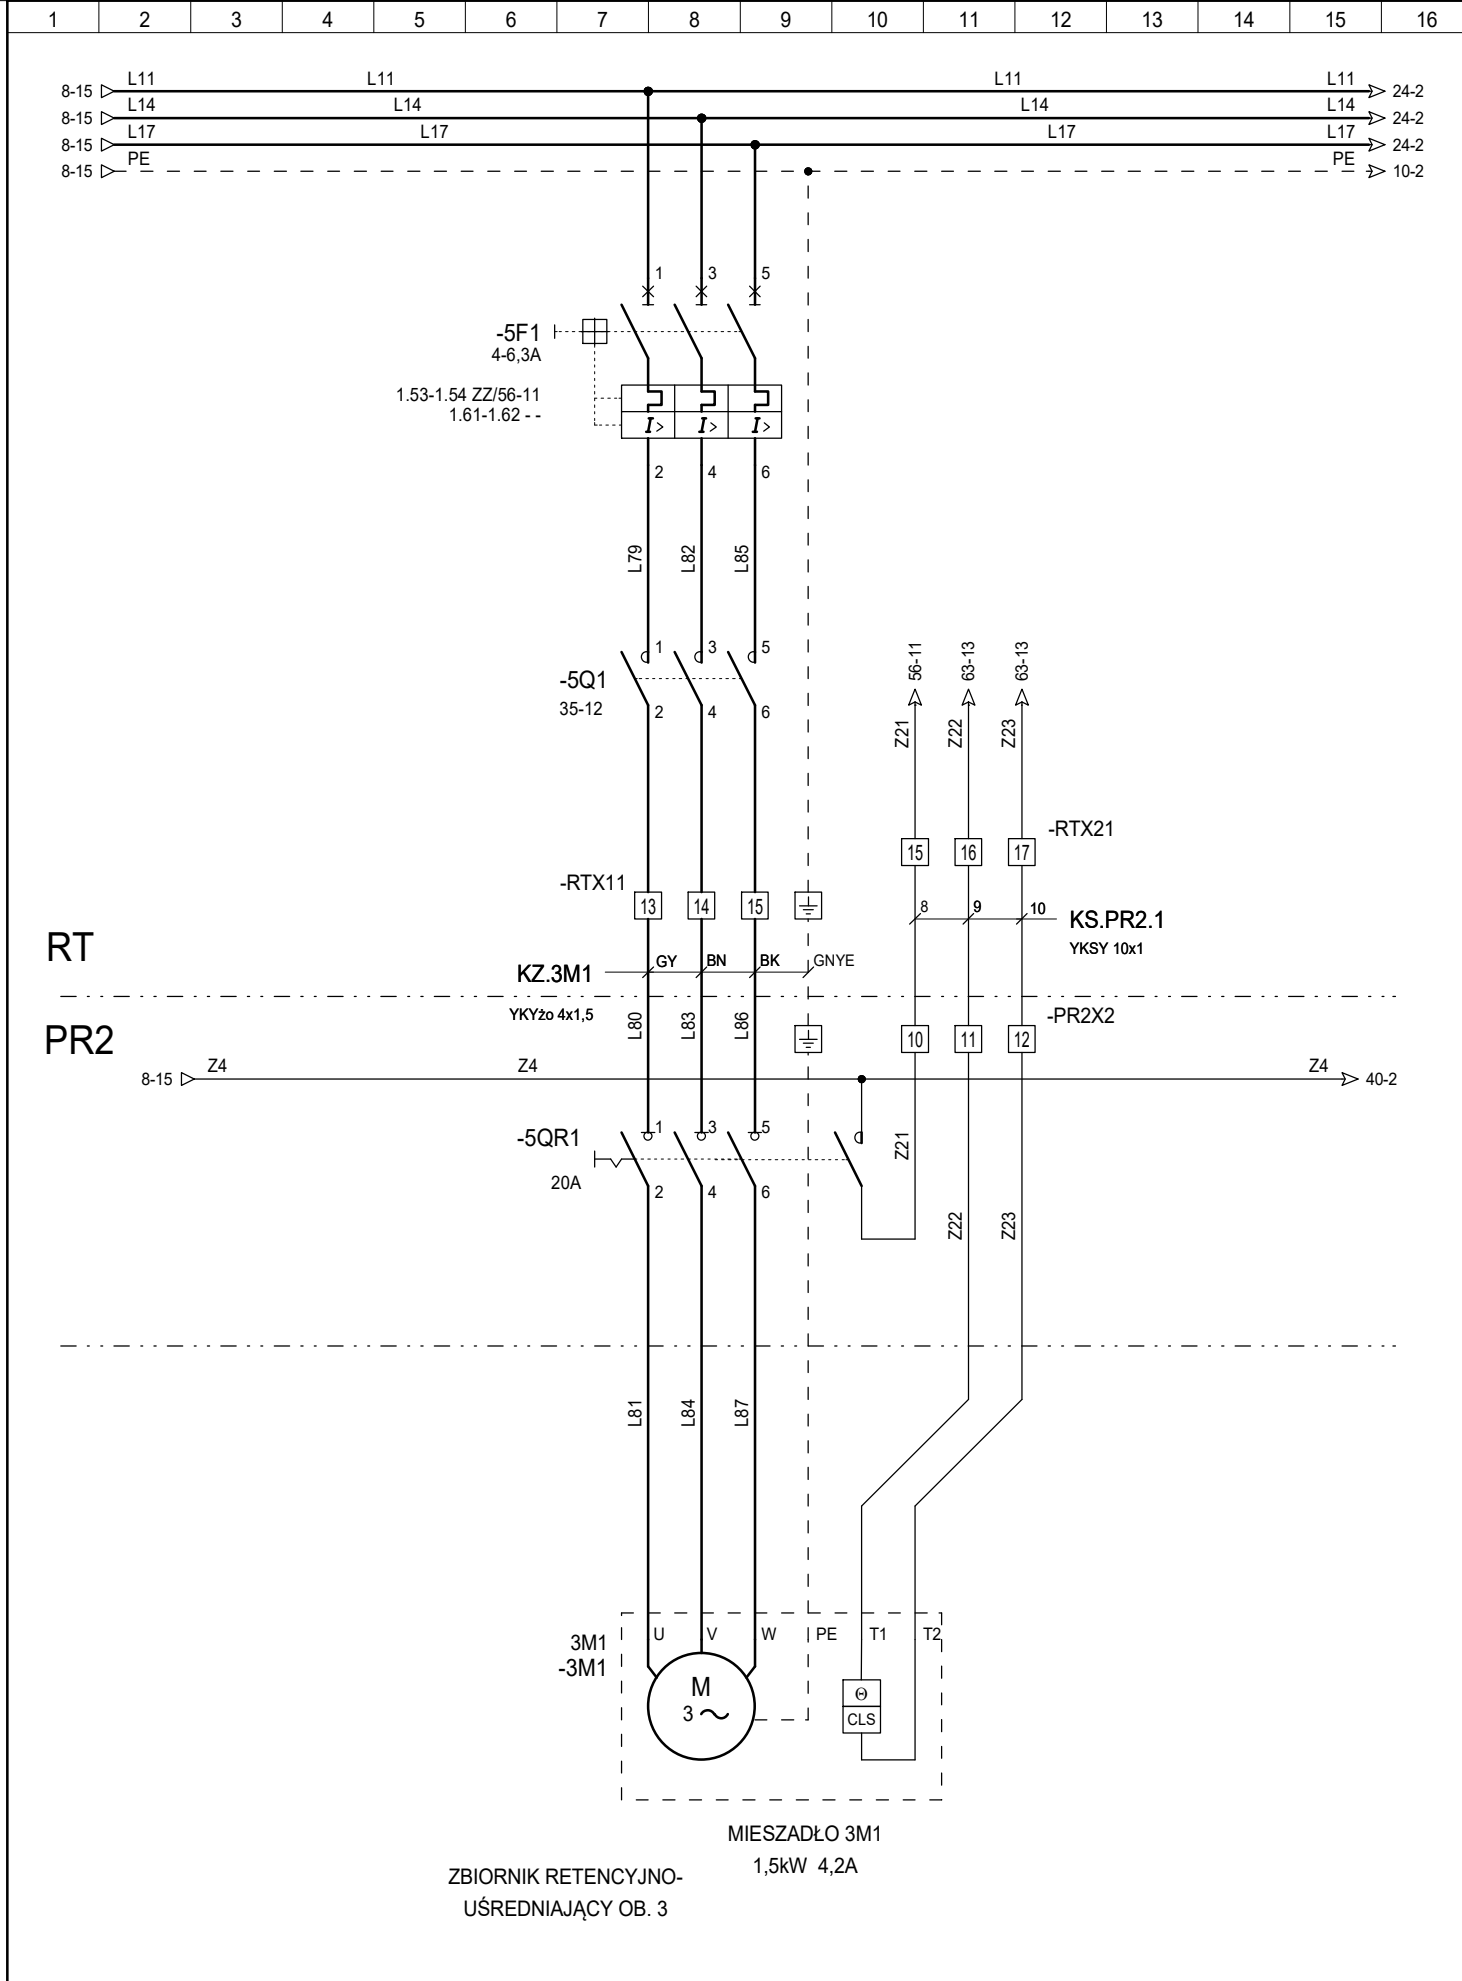 1 2 3 4 5 6 7 8 9 10 11 12 13 14 15 16
8-15 L11 L11 L11 L11 24-2
8-15 L14 L14 L14 L14 24-2
8-15 L17 L17 L17 L17 24-2
8-15 PE PE 10-2
1 3 5
-5F1
4-6,3A
1.53-1.54 ZZ/56-11
1.61-1.62 - -
I> I> I>
2 4 6
L79 L82 L85
1 3 5
-5Q1
35-12
2 4 6
56-11 63-13 63-13
Z21 Z22 Z23
-RTX21
15 16 17
-RTX11
13 14 15
8 9 10
KS.PR2.1
YKSY 10x1
RT
KZ.3M1 GY BN BK GNYE
YKYżo 4x1,5
L80 L83 L86
-PR2X2
PR2
10 11 12
8-15 Z4 Z4 Z4 40-2
-5QR1
1 3 5
20A
2 4 6
Z21
Z22 Z23
L81 L84 L87
3M1
-3M1
U V W PE T1 T2
M
3
Θ
CLS
MIESZADŁO 3M1
1,5kW 4,2A
ZBIORNIK RETENCYJNO-
UŚREDNIAJĄCY OB. 3